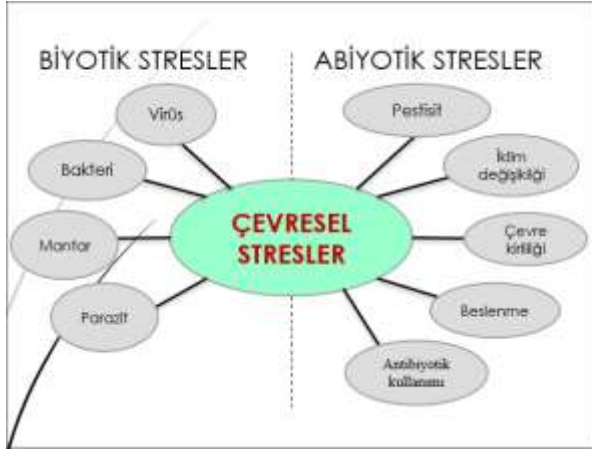 BİYOTİK STRESLER
ABİYOTİK STRESLER
Virüs
Bakteri
Mantar
Parazit
ÇEVRESEL
STRESLER
Pestisit
İklim
değişikliği
Çevre
kirliliği
Beslenme
Antibiyotik
kullanımı